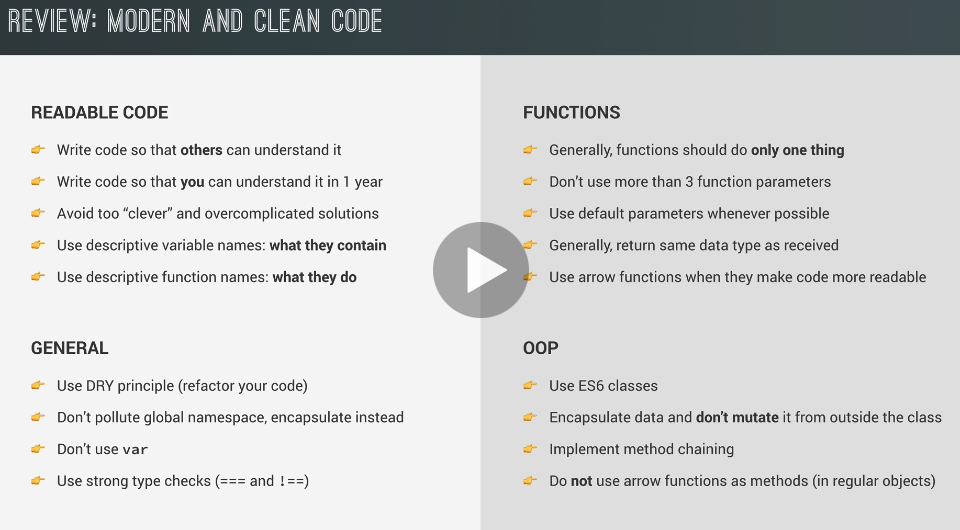 REVIEW: MODERN AND CLEAN CODE
READABLE CODE
Write code so that others can understand it
Write code so that you can understand it in 1 year
Avoid too “clever” and overcomplicated solutions
Use descriptive variable names: what they contain
Use descriptive function names: what they do
GENERAL
Use DRY principle (refactor your code)
Don’t pollute global namespace, encapsulate instead
Don’t use var
Use strong type checks (=== and !==)
FUNCTIONS
Generally, functions should do only one thing
Don’t use more than 3 function parameters
Use default parameters whenever possible
Generally, return same data type as received
Use arrow functions when they make code more readable
OOP
Use ES6 classes
Encapsulate data and don’t mutate it from outside the class
Implement method chaining
Do not use arrow functions as methods (in regular objects)